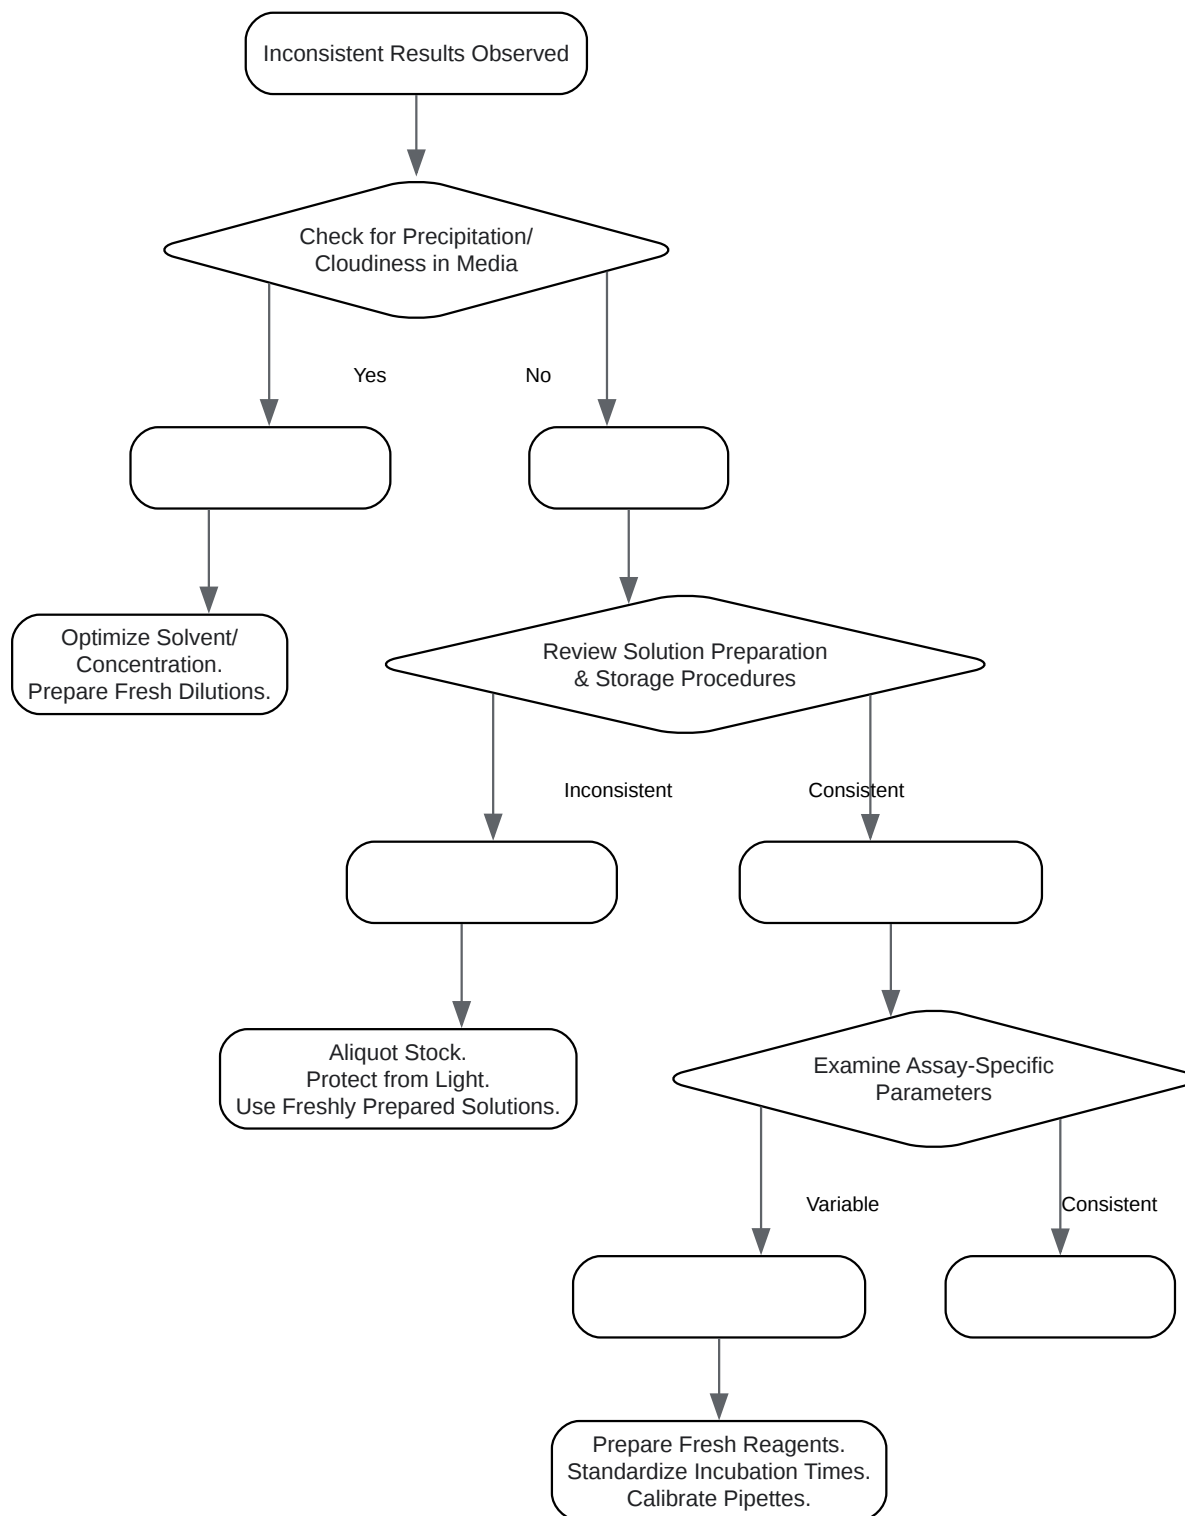 Inconsistent Results Observed
Check for Precipitation/
Cloudiness in Media
Yes
No
Optimize Solvent/
Concentration.
Prepare Fresh Dilutions.
Review Solution Preparation
& Storage Procedures
Inconsistent
Consistent
Aliquot Stock.
Protect from Light.
Use Freshly Prepared Solutions.
Examine Assay-Specific
Parameters
Variable
Consistent
Prepare Fresh Reagents.
Standardize Incubation Times.
Calibrate Pipettes.